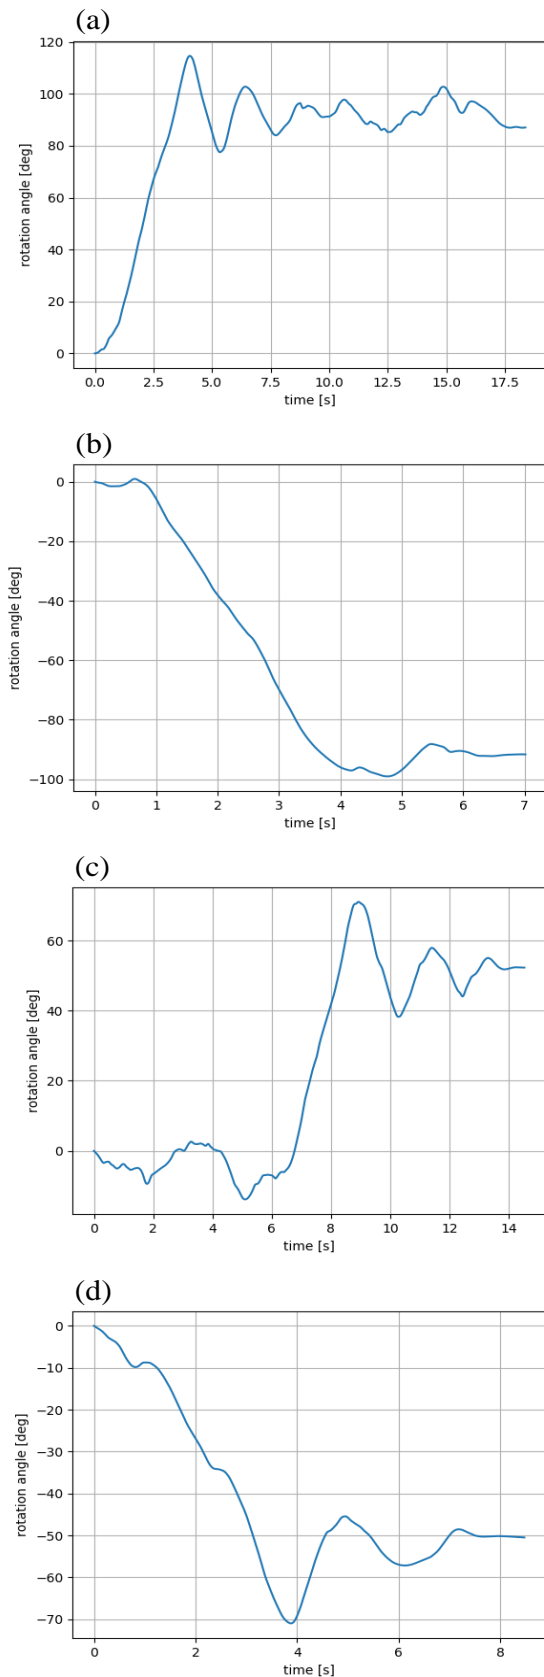 (a)
120
100
80
60
40
20
0
rotation angle [deg]
0.0 2.5 5.0 7.5 10.0 12.5 15.0 17.5
time [s]
(b)
0
−20
−40
−60
−80
−100
rotation angle [deg]
0 1 2 3 4 5 6 7
time [s]
(c)
60
40
20
0
rotation angle [deg]
0 2 4 6 8 10 12 14
time [s]
(d)
0
−10
−20
−30
−40
−50
−60
−70
rotation angle [deg]
0 2 4 6 8
time [s]